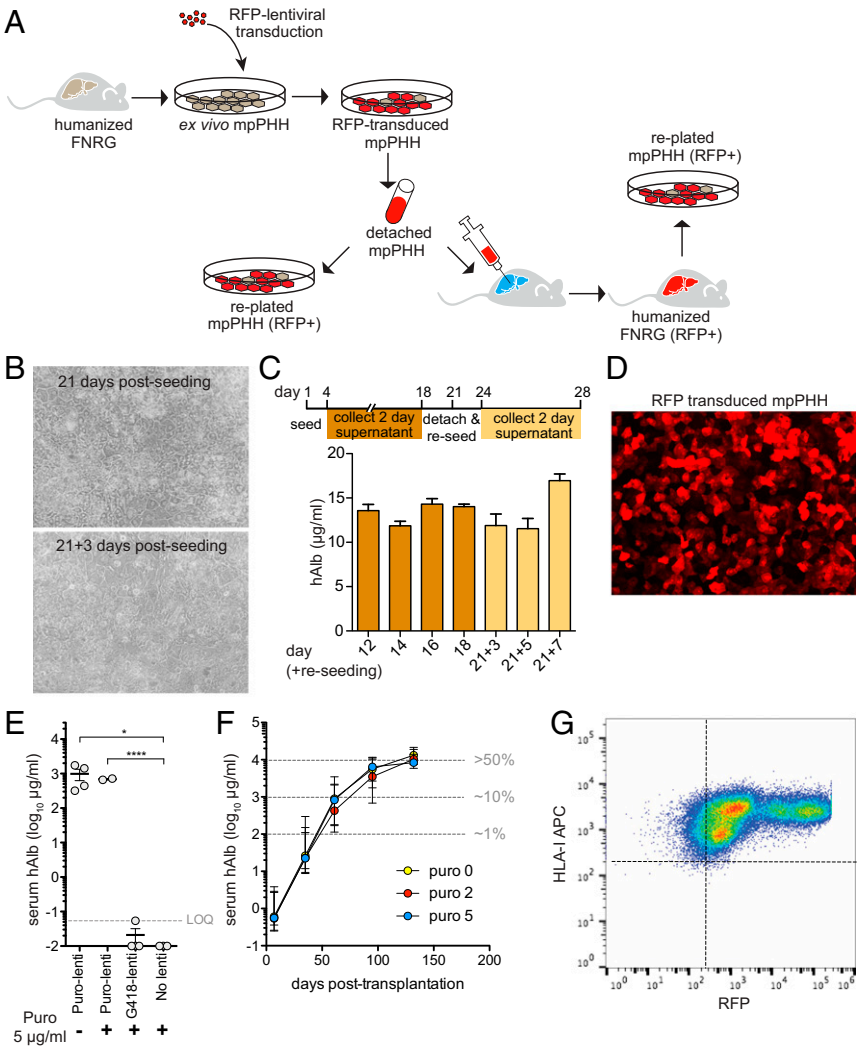 A
RFP-lentiviral
transduction
humanized
FNRG
ex vivo mpPHH
RFP-transduced
mpPHH
re-plated
mpPHH (RFP+)
detached
mpPHH
re-plated
mpPHH (RFP+)
humanized
FNRG (RFP+)
B
21 days post-seeding
21+3 days post-seeding
C
day 1 4 18 21 24 28
seed collect 2 day detach & collect 2 day
supernatant re-seed supernatant
hAlb (µg/ml)
20
15
10
5
0
day
(+re-seeding)
12 14 16 18 21+3 21+5 21+7
D
RFP transduced mpPHH
E
serum hAlb (log10 µg/ml)
4
3
2
1
0
-1
-2
*
****
LOQ
Puro-lenti
Puro-lenti
G418-lenti
No lenti
Puro
5 µg/ml - + + +
F
serum hAlb (log10 µg/ml)
5
4
3
2
1
0
-1
>50%
~10%
~1%
puro 0
puro 2
puro 5
0 50 100 150 200
days post-transplantation
G
HLA-I APC
10^5
10^4
10^3
10^2
10^1
10^0
10^0 10^1 10^2 10^3 10^4 10^5 10^6
RFP